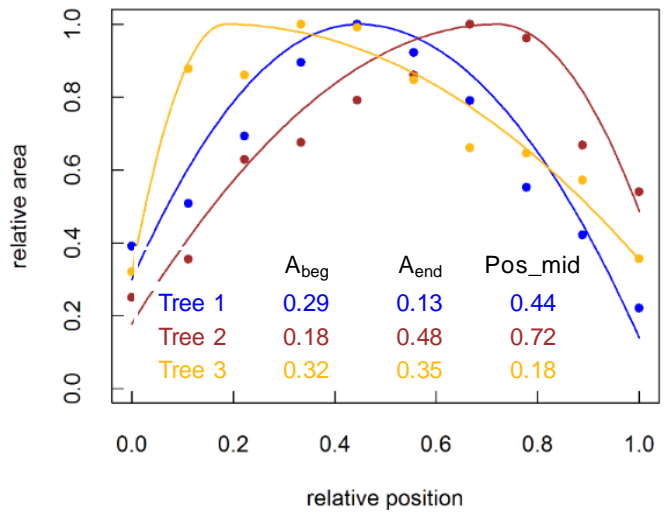 relative area
1.0
0.8
0.6
0.4
0.2
0.0
A_beg A_end Pos_mid
Tree 1 0.29 0.13 0.44
Tree 2 0.18 0.48 0.72
Tree 3 0.32 0.35 0.18
0.0 0.2 0.4 0.6 0.8 1.0
relative position